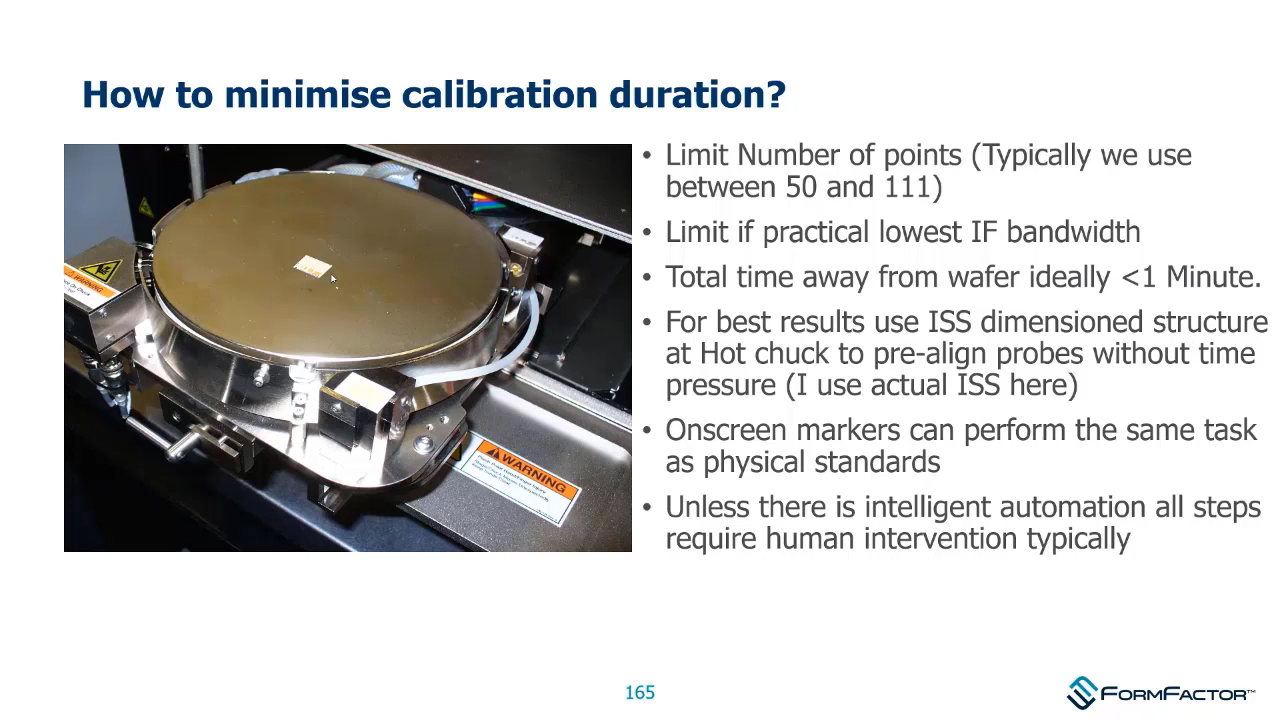 How to minimise calibration duration?
• Limit Number of points (Typically we use
between 50 and 111)
• Limit if practical lowest IF bandwidth
• Total time away from wafer ideally <1 Minute.
• For best results use ISS dimensioned structure
at Hot chuck to pre-align probes without time
pressure (I use actual ISS here)
• Onscreen markers can perform the same task
as physical standards
• Unless there is intelligent automation all steps
require human intervention typically
WARNING
WARNING
165
FORMFACTOR™